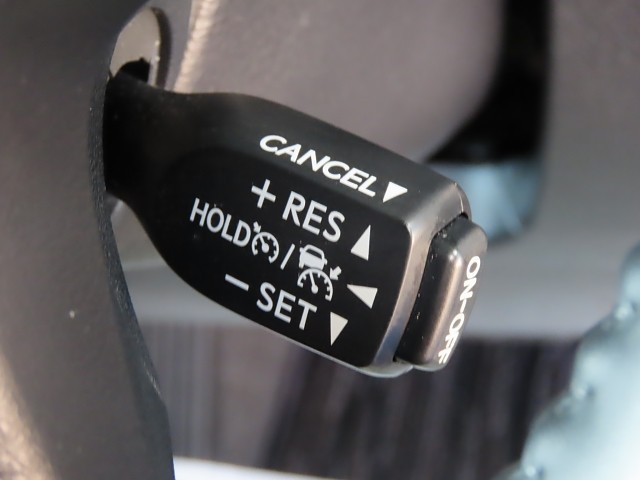 CANCEL
+ RES
HOLD /
− SET
ON-OFF